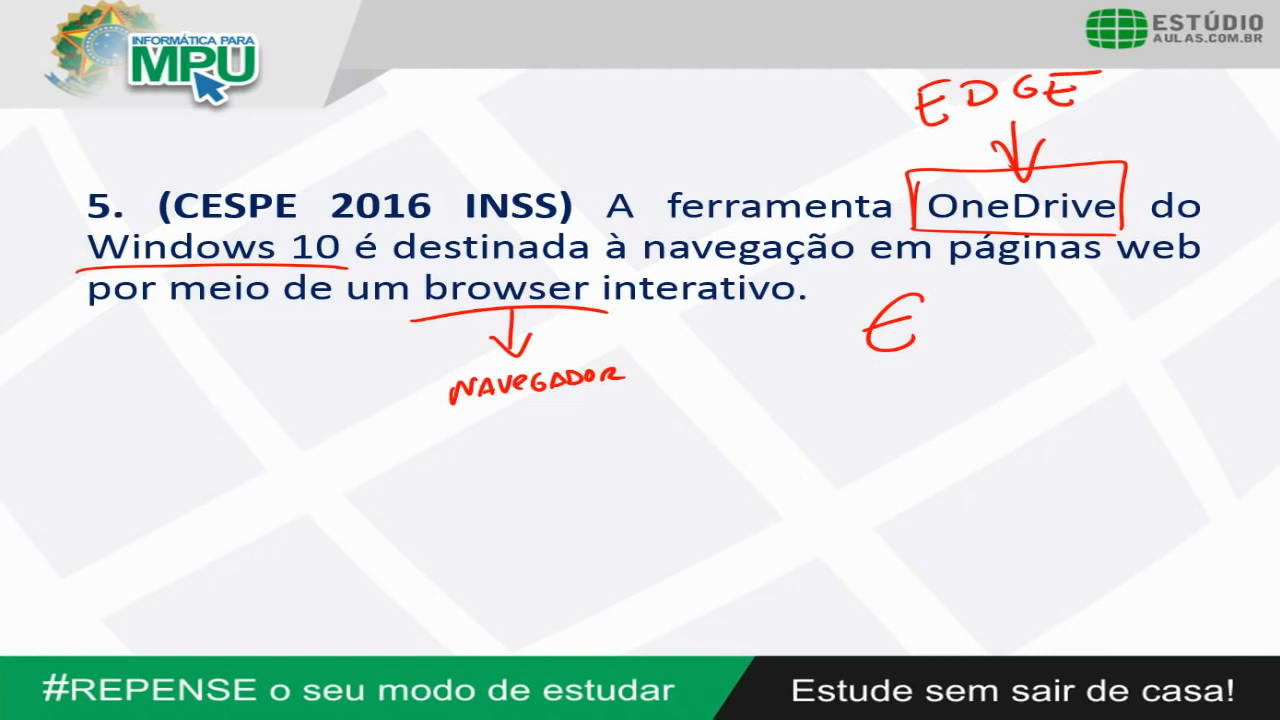 INFORMÁTICA PARA
MPU
ESTÚDIO
AULAS.COM.BR
EDGE
5. (CESPE 2016 INSS) A ferramenta OneDrive do
Windows 10 é destinada à navegação em páginas web
por meio de um browser interativo.
E
NAVEGADOR
#REPENSE o seu modo de estudar
Estude sem sair de casa!